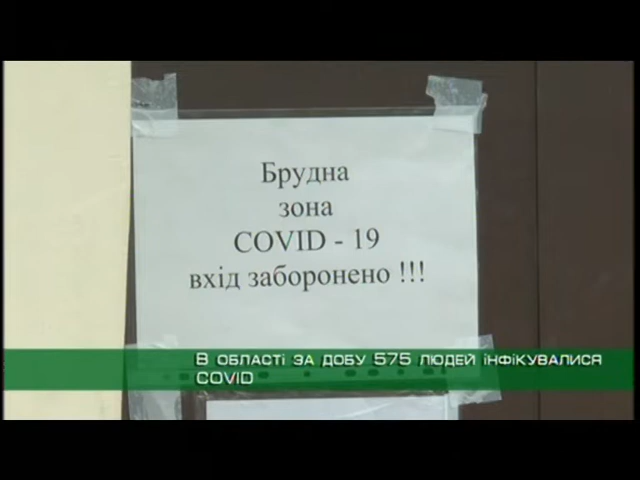 Брудна
зона
COVID - 19
вхід заборонено !!!
В області за добу 575 людей інфікувалися
COVID